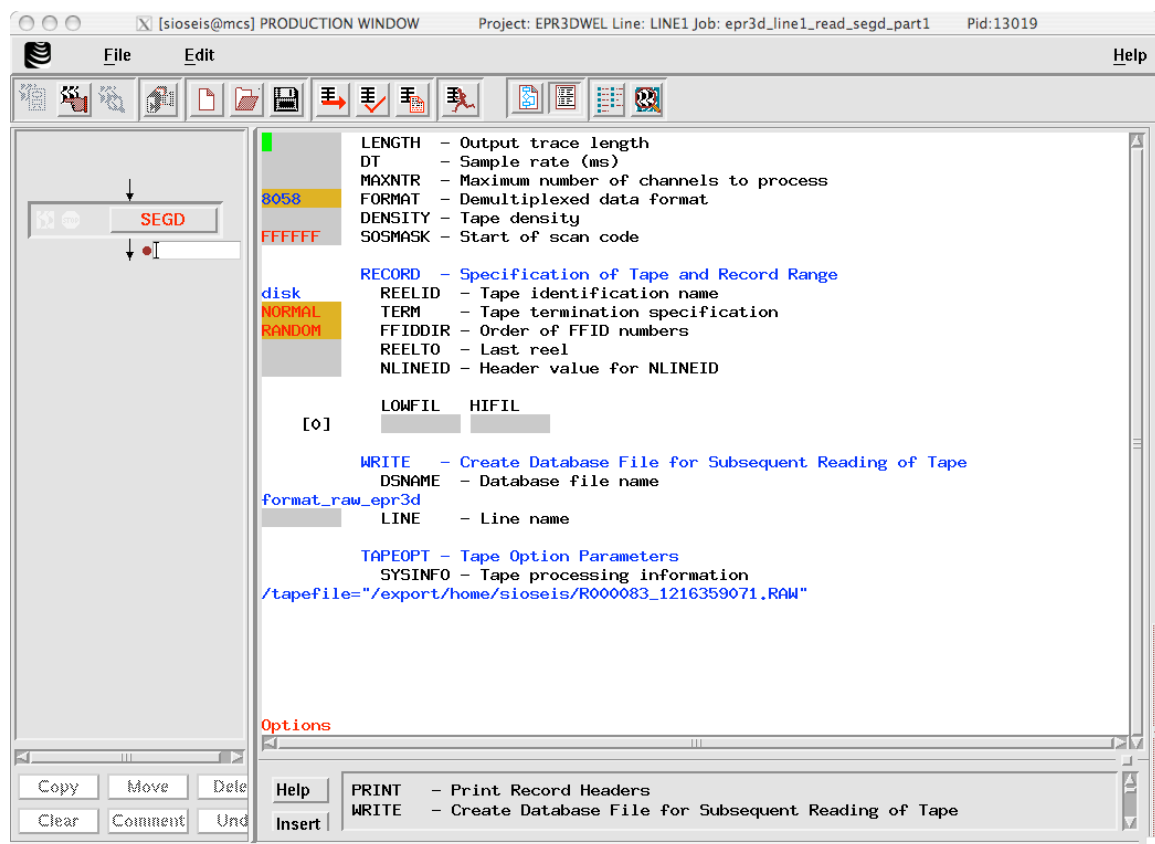 [sioseis@mcs] PRODUCTION WINDOW Project: EPR3DWEL Line: LINE1 Job: epr3d_line1_read_segd_part1 Pid:13019
File Edit Help
LENGTH – Output trace length
DT – Sample rate (ms)
MAXNTR – Maximum number of channels to process
8058 FORMAT – Demultiplexed data format
DENSITY – Tape density
FFFFFF SOSMASK – Start of scan code
SEGD
RECORD – Specification of Tape and Record Range
disk REELID – Tape identification name
NORMAL TERM – Tape termination specification
RANDOM FFIDDIR – Order of FFID numbers
REELTO – Last reel
NLINEID – Header value for NLINEID
LOWFIL HIFIL
[0]
WRITE – Create Database File for Subsequent Reading of Tape
DSNAME – Database file name
format_raw_epr3d
LINE – Line name
TAPEOPT – Tape Option Parameters
SYSINFO – Tape processing information
/tapefile="/export/home/sioseis/R000083_1216359071.RAW"
Options
Copy Move Dele
Clear Comment Und
Help PRINT – Print Record Headers
Insert WRITE – Create Database File for Subsequent Reading of Tape